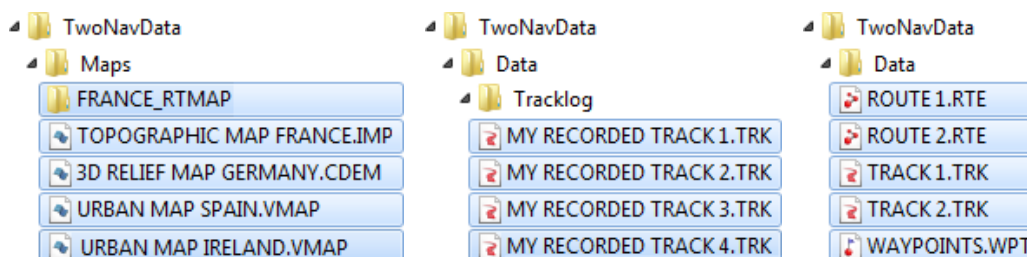 TwoNavData
Maps
FRANCE_RTMAP
TOPOGRAPHIC MAP FRANCE.IMP
3D RELIEF MAP GERMANY.CDEM
URBAN MAP SPAIN.VMAP
URBAN MAP IRELAND.VMAP
TwoNavData
Data
Tracklog
MY RECORDED TRACK 1.TRK
MY RECORDED TRACK 2.TRK
MY RECORDED TRACK 3.TRK
MY RECORDED TRACK 4.TRK
TwoNavData
Data
ROUTE 1.RTE
ROUTE 2.RTE
TRACK 1.TRK
TRACK 2.TRK
WAYPOINTS.WPT